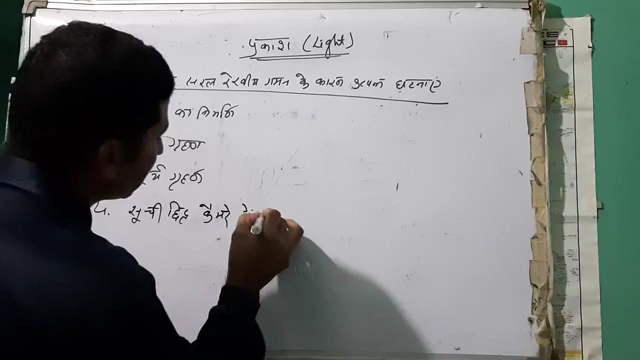 प्रकाश (Light)
सरल रेखीय गमन के कारण उत्पन्न घटनाएं
का निर्माण
ग्रहण
ग्रहण
4. सूची छिद्र कैमरे